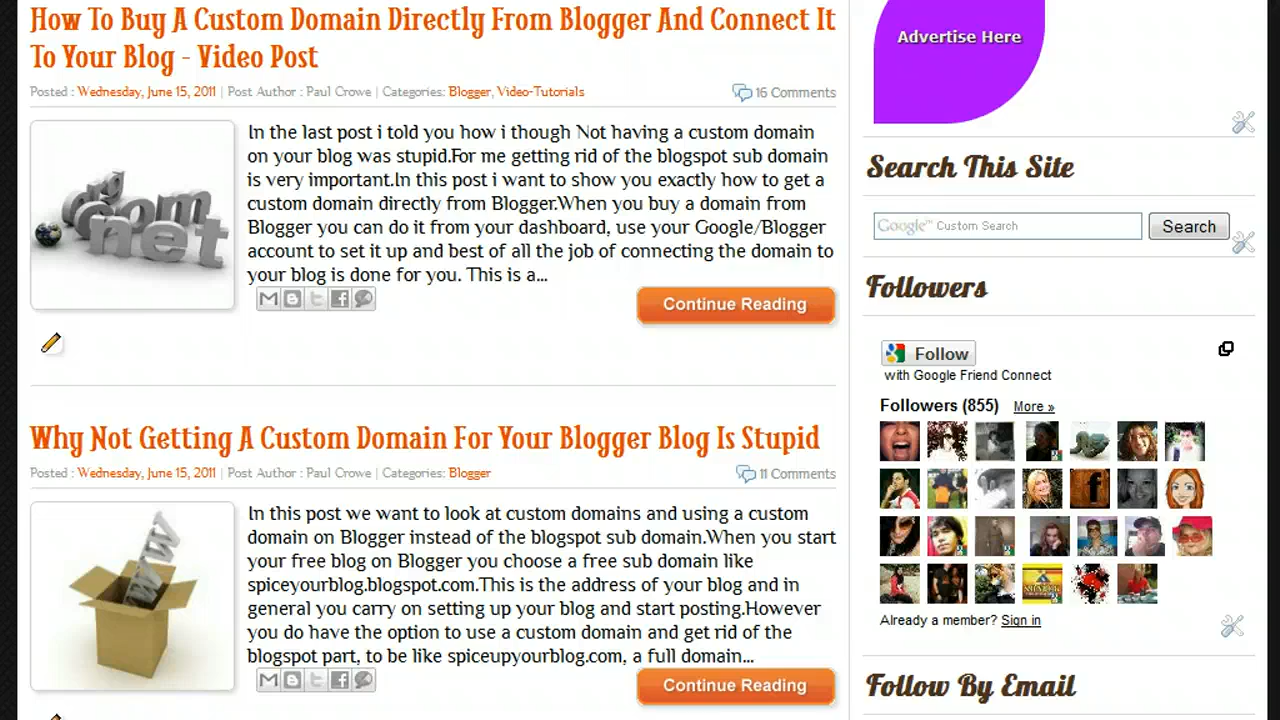 How To Buy A Custom Domain Directly From Blogger And Connect It
To Your Blog - Video Post
Posted : Wednesday, June 15, 2011 | Post Author : Paul Crowe | Categories: Blogger, Video-Tutorials
16 Comments
In the last post i told you how i though Not having a custom domain
on your blog was stupid.For me getting rid of the blogspot sub domain
is very important.In this post i want to show you exactly how to get a
custom domain directly from Blogger.When you buy a domain from
Blogger you can do it from your dashboard, use your Google/Blogger
account to set it up and best of all the job of connecting the domain to
your blog is done for you. This is a...
org
com
net
Continue Reading
Why Not Getting A Custom Domain For Your Blogger Blog Is Stupid
Posted : Wednesday, June 15, 2011 | Post Author : Paul Crowe | Categories: Blogger
11 Comments
In this post we want to look at custom domains and using a custom
domain on Blogger instead of the blogspot sub domain.When you start
your free blog on Blogger you choose a free sub domain like
spiceyourblog.blogspot.com.This is the address of your blog and in
general you carry on setting up your blog and start posting.However
you do have the option to use a custom domain and get rid of the
blogspot part, to be like spiceupyourblog.com, a full domain...
WWW
Continue Reading
Advertise Here
Search This Site
Google™ Custom Search
Search
Followers
Follow
with Google Friend Connect
Followers (855) More »
Already a member? Sign in
Follow By Email